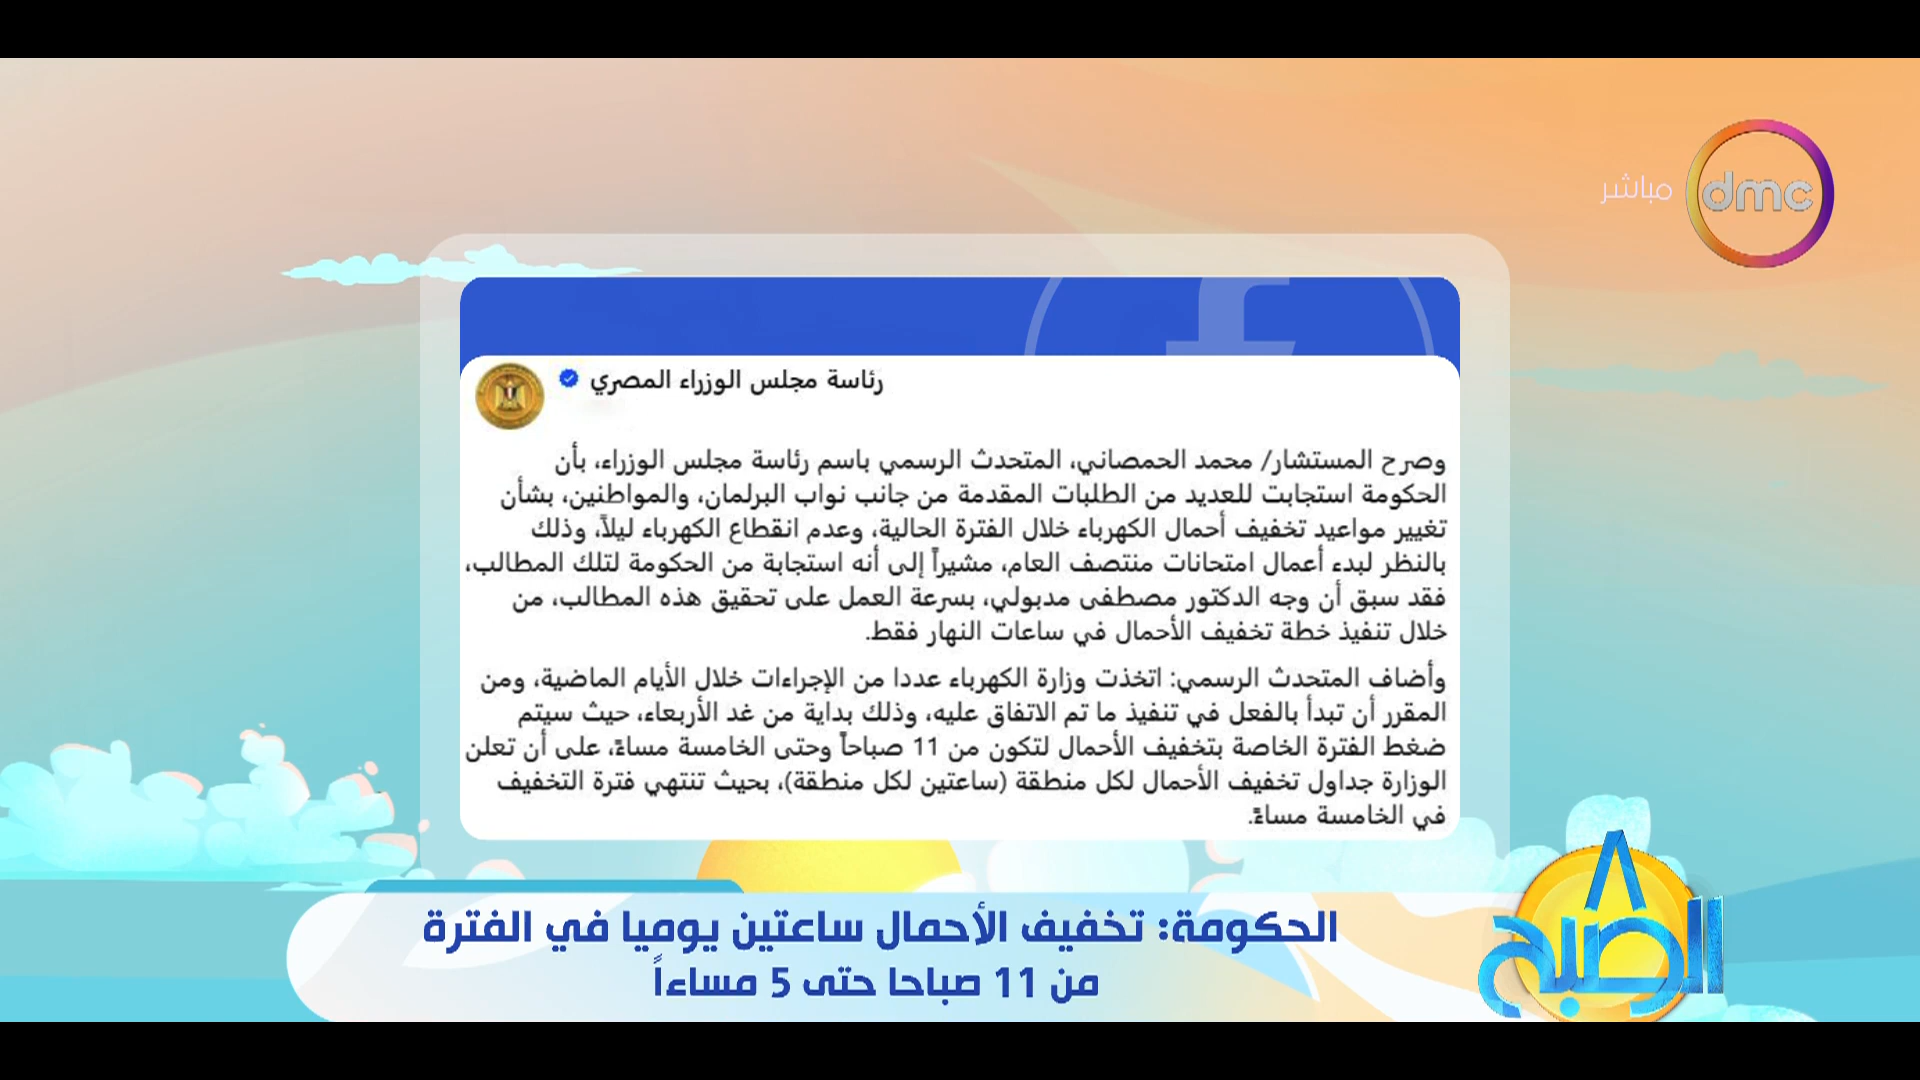 dmc
مباشر
رئاسة مجلس الوزراء المصري
وصرح المستشار/ محمد الحمصاني، المتحدث الرسمي باسم رئاسة مجلس الوزراء، بأن
الحكومة استجابت للعديد من الطلبات المقدمة من جانب نواب البرلمان، والمواطنين، بشأن
تغيير مواعيد تخفيف أحمال الكهرباء خلال الفترة الحالية، وعدم انقطاع الكهرباء ليلاً، وذلك
بالنظر لبدء أعمال امتحانات منتصف العام، مشيراً إلى أنه استجابة من الحكومة لتلك المطالب،
فقد سبق أن وجه الدكتور مصطفى مدبولي، بسرعة العمل على تحقيق هذه المطالب، من
خلال تنفيذ خطة تخفيف الأحمال في ساعات النهار فقط.
وأضاف المتحدث الرسمي: اتخذت وزارة الكهرباء عددا من الإجراءات خلال الأيام الماضية، ومن
المقرر أن تبدأ بالفعل في تنفيذ ما تم الاتفاق عليه، وذلك بداية من غد الأربعاء، حيث سيتم
ضغط الفترة الخاصة بتخفيف الأحمال لتكون من 11 صباحاً وحتى الخامسة مساءً، على أن تعلن
الوزارة جداول تخفيف الأحمال لكل منطقة (ساعتين لكل منطقة)، بحيث تنتهي فترة التخفيف
في الخامسة مساءً.
الحكومة: تخفيف الأحمال ساعتين يوميا في الفترة
من 11 صباحا حتى 5 مساءاً
٨ الصبح